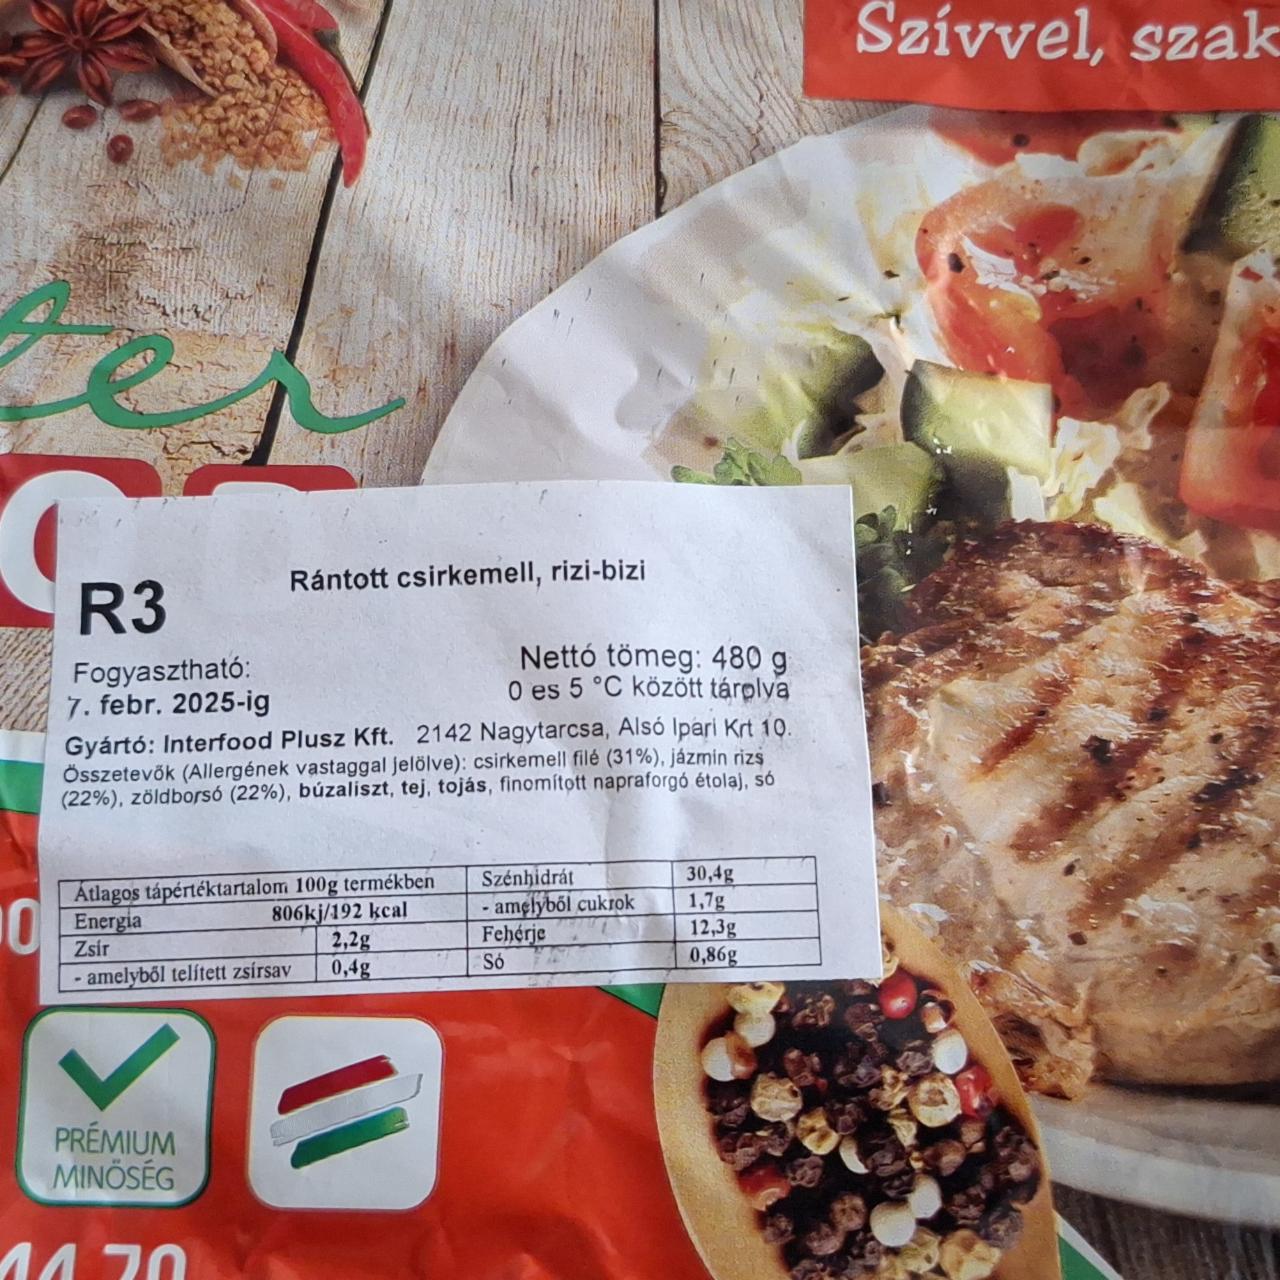 Szívvel, szak
ter
R3
Rántott csirkemell, rizi-bizi
Fogyasztható:
7. febr. 2025-ig
Nettó tömeg: 480 g
0 es 5 °C között tárolva
Gyártó: Interfood Plusz Kft. 2142 Nagytarcsa, Alsó Ipari Krt 10.
Összetevők (Allergének vastaggal jelölve): csirkemell filé (31%), jázmin rizs
(22%), zöldborsó (22%), búzaliszt, tej, tojás, finomított napraforgó étolaj, só
Átlagos tápértéktartalom 100g termékben
Energia 806kj/192 kcal
Zsír 2,2g
- amelyből telített zsírsav 0,4g
Szénhidrát 30,4g
- amelyből cukrok 1,7g
Fehérje 12,3g
Só 0,86g
PRÉMIUM
MINŐSÉG